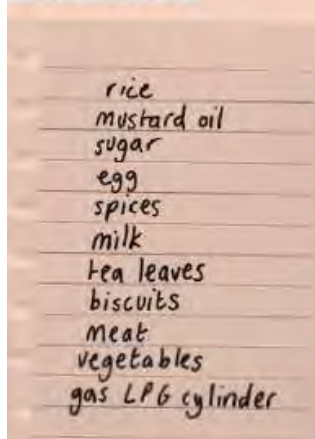 rice
mustard oil
sugar
egg
spices
milk
tea leaves
biscuits
meat
vegetables
gas LPG cylinder